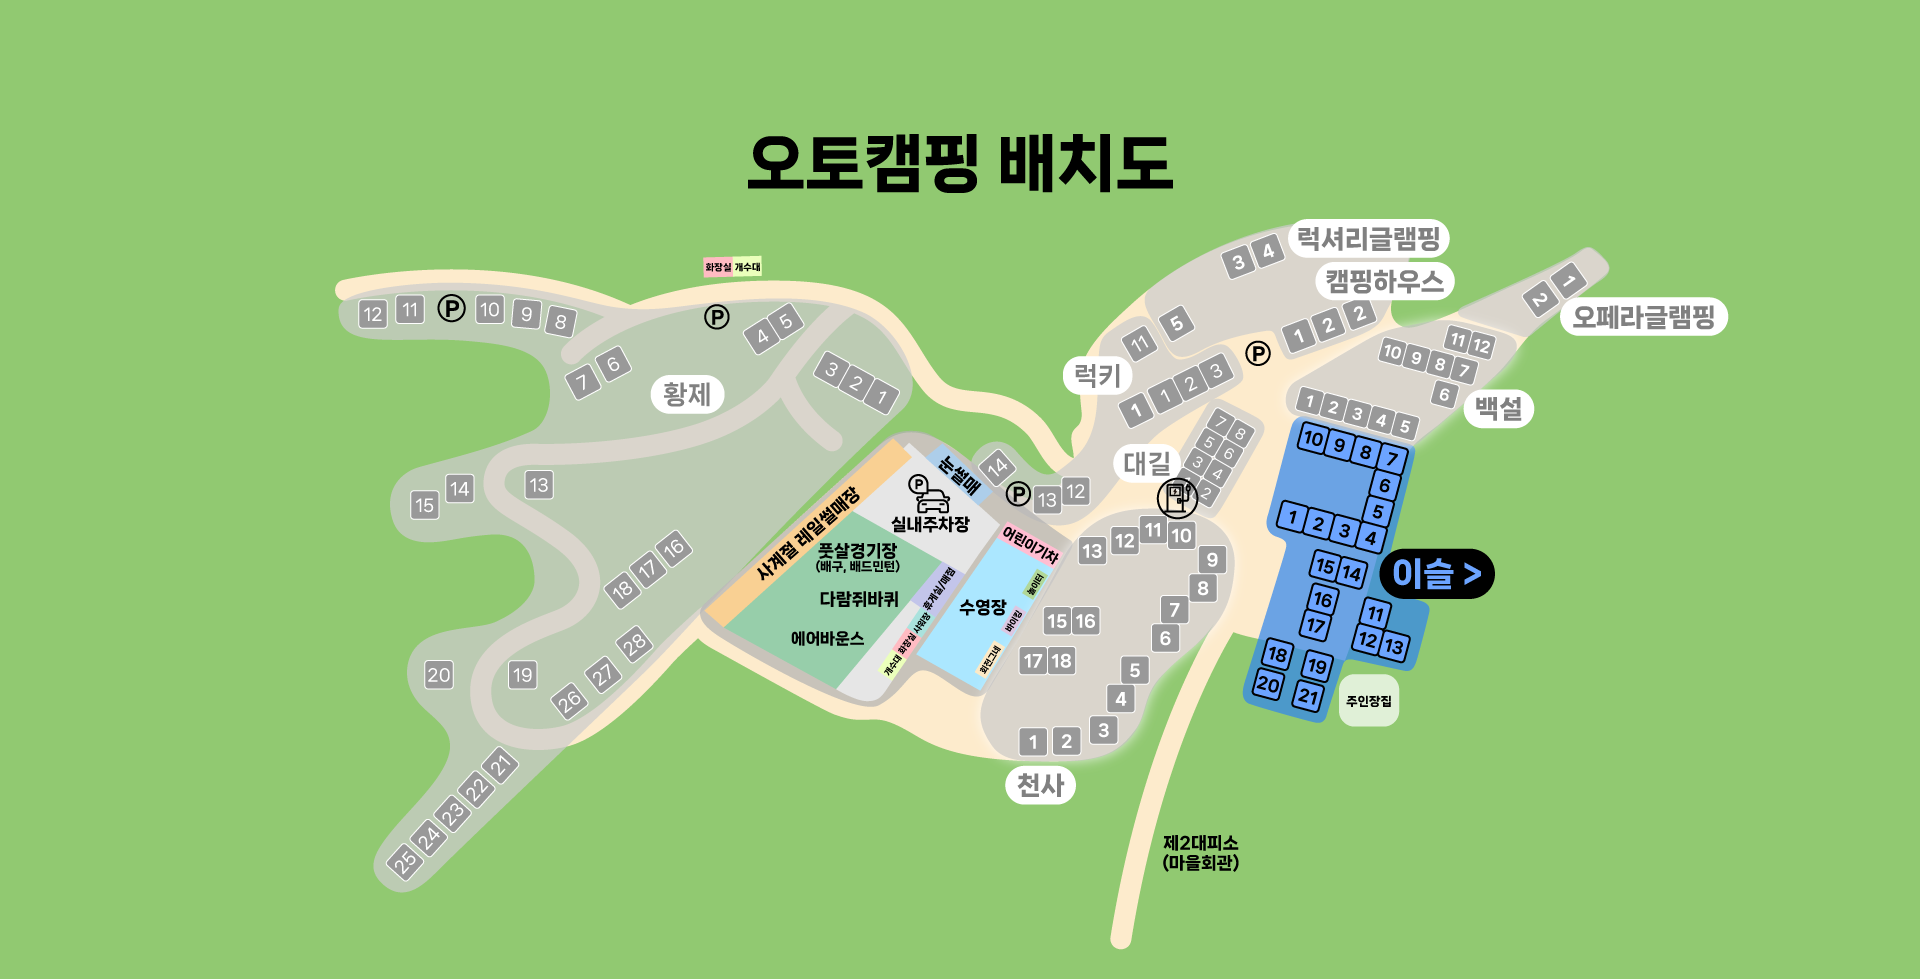 오토캠핑 배치도
럭셔리글램핑
3 4
캠핑하우스
5
1 2 2
오페라글램핑
2 1
화장실 개수대
P
12 11 P 10 9 8
7 6
4 5
3 2 1
황제
15 14
13
18 17 16
20
19
26 27 28
25 24 23 22 21
럭키
11
1 1 2 3
P
14
P
13 12
백설
11 12
10 9 8 7
6
1 2 3 4 5
대길
7 8
5 6
3 4
2
눈썰매
P
실내주차장
사계절 레일썰매장
풋살경기장
(배구, 배드민턴)
다람쥐바퀴
에어바운스
휴게실/매점
샤워장
화장실
개수대
어린이기차
수영장
놀이터
바이킹
회전그네
13 12 11 10
9
8
7
6
15 16
17 18
5
4
3
1 2
천사
이슬 >
10 9 8 7
6
5
1 2 3 4
15 14
16
17
11
12 13
18 19
20 21
주인장집
제2대피소
(마을회관)